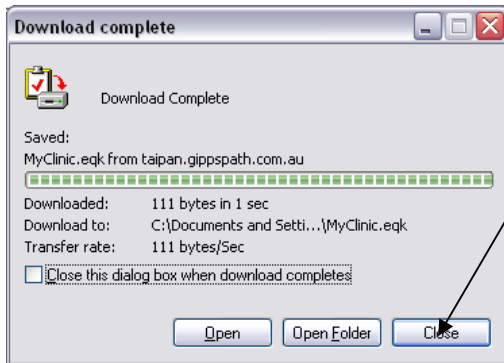 Download complete
Download Complete
Saved:
MyClinic.eqk from taipan.gippspath.com.au
Downloaded: 111 bytes in 1 sec
Download to: C:\Documents and Setti...\MyClinic.eqk
Transfer rate: 111 bytes/Sec
Close this dialog box when download completes
Open Open Folder Close